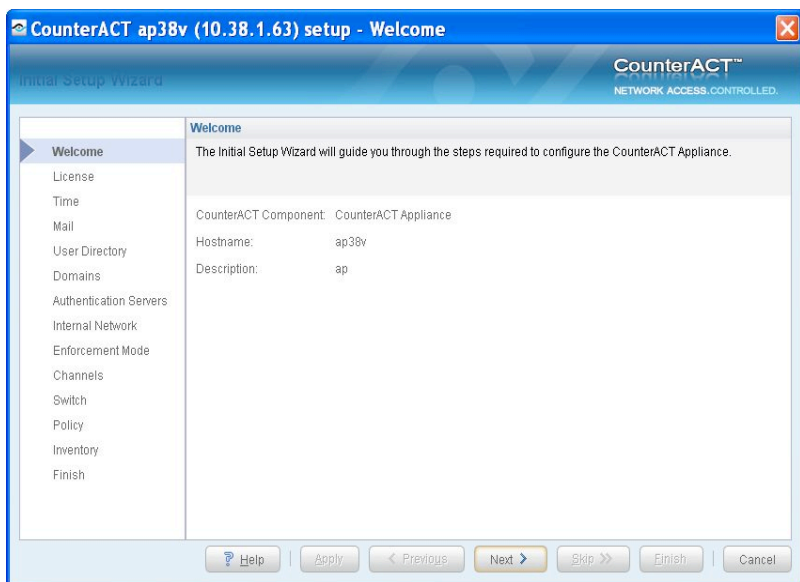 CounterACT ap38v (10.38.1.63) setup - Welcome
Initial Setup Wizard
CounterACT™
NETWORK ACCESS.CONTROLLED.
Welcome
License
Time
Mail
User Directory
Domains
Authentication Servers
Internal Network
Enforcement Mode
Channels
Switch
Policy
Inventory
Finish
Welcome
The Initial Setup Wizard will guide you through the steps required to configure the CounterACT Appliance.
CounterACT Component: CounterACT Appliance
Hostname: ap38v
Description: ap
Help Apply Previous Next Skip Finish Cancel